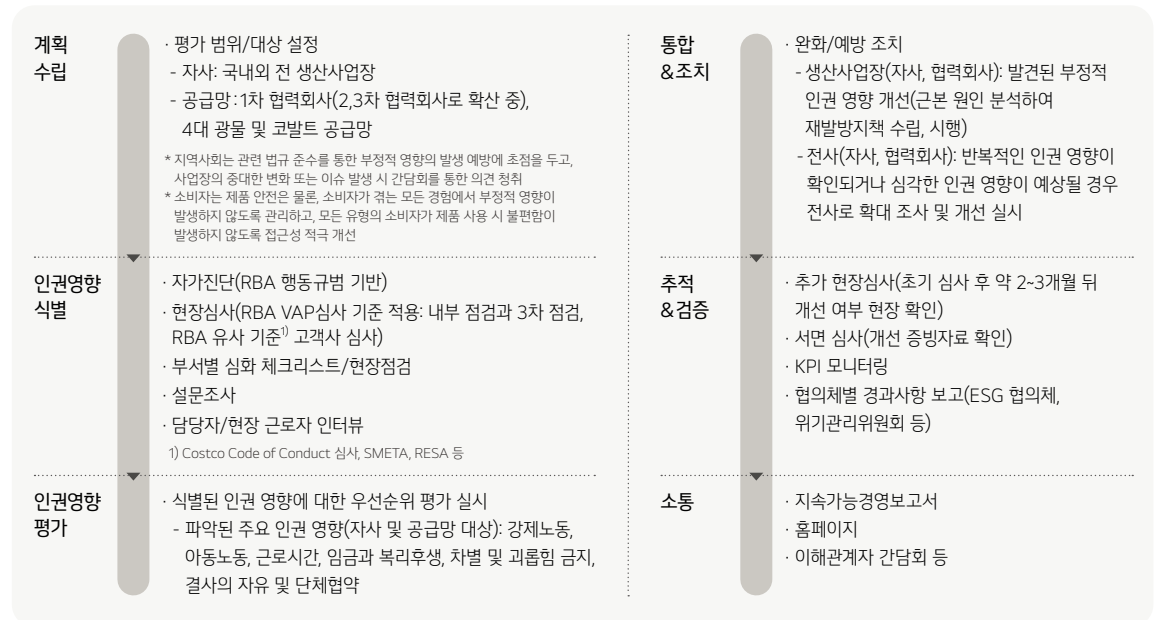 계획
수립
· 평가 범위/대상 설정
- 자사: 국내외 전 생산사업장
- 공급망 : 1차 협력회사(2,3차 협력회사로 확산 중),
4대 광물 및 코발트 공급망
* 지역사회는 관련 법규 준수를 통한 부정적 영향의 발생 예방에 초점을 두고,
사업장의 중대한 변화 또는 이슈 발생 시 간담회를 통한 의견 청취
* 소비자는 제품 안전은 물론, 소비자가 겪는 모든 경험에서 부정적 영향이
발생하지 않도록 관리하고, 모든 유형의 소비자가 제품 사용 시 불편함이
발생하지 않도록 접근성 적극 개선
인권영향
식별
· 자가진단(RBA 행동규범 기반)
· 현장심사(RBA VAP심사 기준 적용: 내부 점검과 3차 점검,
RBA 유사 기준1) 고객사 심사)
· 부서별 심화 체크리스트/현장점검
· 설문조사
· 담당자/현장 근로자 인터뷰
1) Costco Code of Conduct 심사, SMETA, RESA 등
인권영향
평가
· 식별된 인권 영향에 대한 우선순위 평가 실시
- 파악된 주요 인권 영향(자사 및 공급망 대상): 강제노동,
아동노동, 근로시간, 임금과 복리후생, 차별 및 괴롭힘 금지,
결사의 자유 및 단체협약
통합
&조치
· 완화/예방 조치
- 생산사업장(자사, 협력회사): 발견된 부정적
인권 영향 개선(근본 원인 분석하여
재발방지책 수립, 시행)
- 전사(자사, 협력회사): 반복적인 인권 영향이
확인되거나 심각한 인권 영향이 예상될 경우
전사로 확대 조사 및 개선 실시
추적
&검증
· 추가 현장심사(초기 심사 후 약 2~3개월 뒤
개선 여부 현장 확인)
· 서면 심사(개선 증빙자료 확인)
· KPI 모니터링
· 협의체별 경과사항 보고(ESG 협의체,
위기관리위원회 등)
소통
· 지속가능경영보고서
· 홈페이지
· 이해관계자 간담회 등